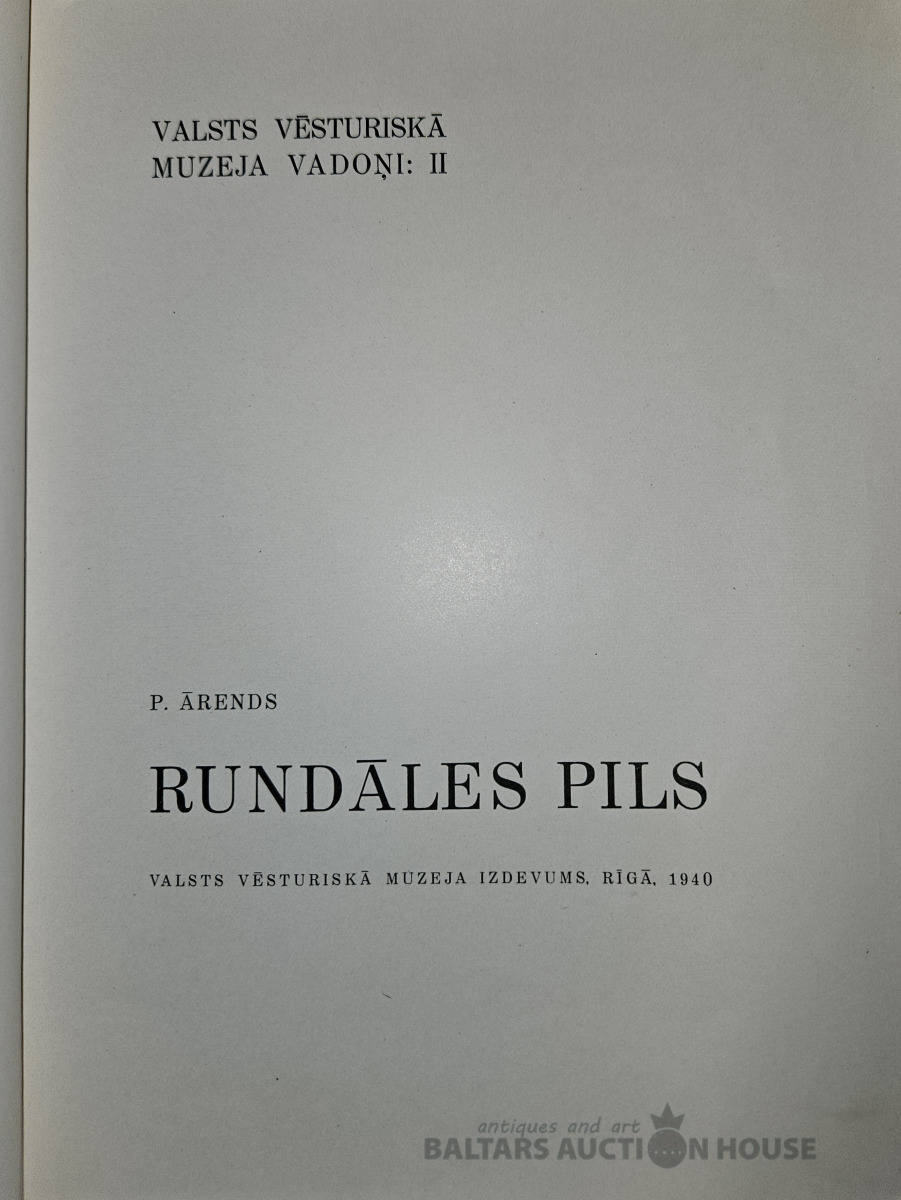 VALSTS VĒSTURISKĀ
MUZEJA VADOŅI: II
P. ĀRENDS
RUNDĀLES PILS
VALSTS VĒSTURISKĀ MUZEJA IZDEVUMS, RĪGĀ, 1940
antiques and art
BALTARS AUCTION HOUSE